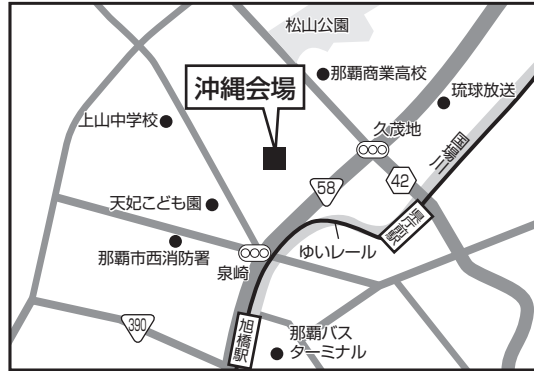 松山公園
沖縄会場
那覇商業高校
琉球放送
上山中学校
久茂地
国場川
58
42
天妃こども園
県庁前駅
那覇市西消防署
泉崎
ゆいレール
390
旭橋駅
那覇バス
ターミナル